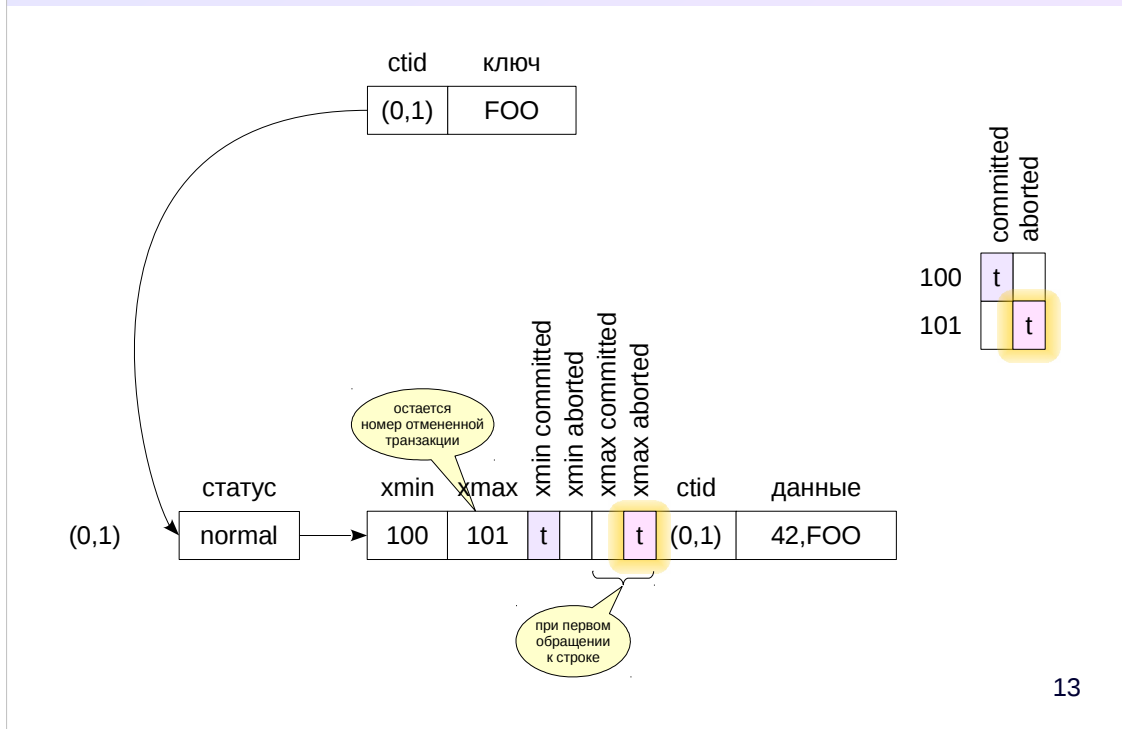 ctid ключ
(0,1) FOO
committed
aborted
100 t
101 t
остается
номер отмененной
транзакции
xmin committed
xmin aborted
xmax committed
xmax aborted
статус xmin xmax ctid данные
(0,1) normal 100 101 t t (0,1) 42,FOO
при первом
обращении
к строке
13